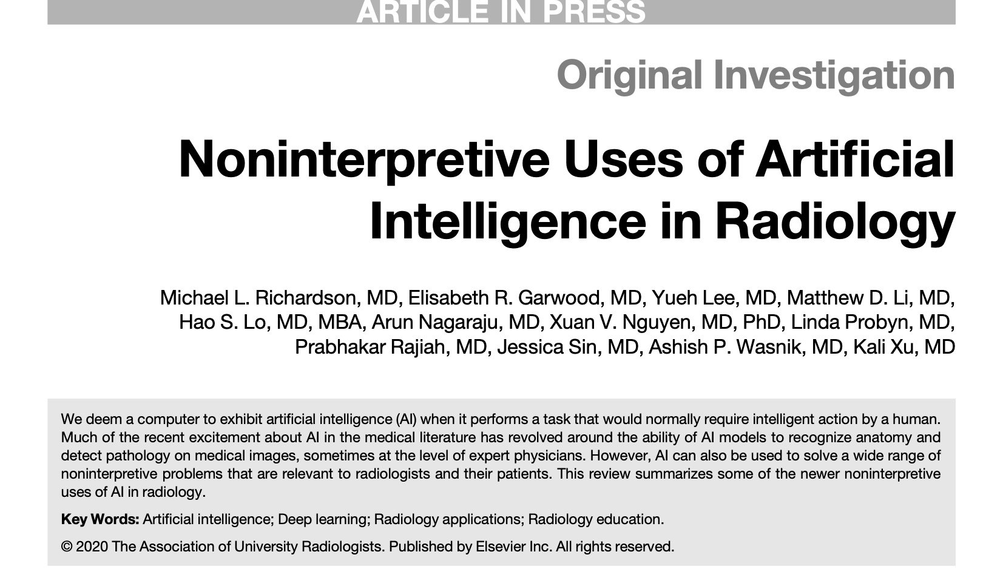 ARTICLE IN PRESS
Original Investigation
Noninterpretive Uses of Artificial
Intelligence in Radiology
Michael L. Richardson, MD, Elisabeth R. Garwood, MD, Yueh Lee, MD, Matthew D. Li, MD,
Hao S. Lo, MD, MBA, Arun Nagaraju, MD, Xuan V. Nguyen, MD, PhD, Linda Probyn, MD,
Prabhakar Rajiah, MD, Jessica Sin, MD, Ashish P. Wasnik, MD, Kali Xu, MD
We deem a computer to exhibit artificial intelligence (AI) when it performs a task that would normally require intelligent action by a human.
Much of the recent excitement about AI in the medical literature has revolved around the ability of AI models to recognize anatomy and
detect pathology on medical images, sometimes at the level of expert physicians. However, AI can also be used to solve a wide range of
noninterpretive problems that are relevant to radiologists and their patients. This review summarizes some of the newer noninterpretive
uses of AI in radiology.
Key Words: Artificial intelligence; Deep learning; Radiology applications; Radiology education.
© 2020 The Association of University Radiologists. Published by Elsevier Inc. All rights reserved.